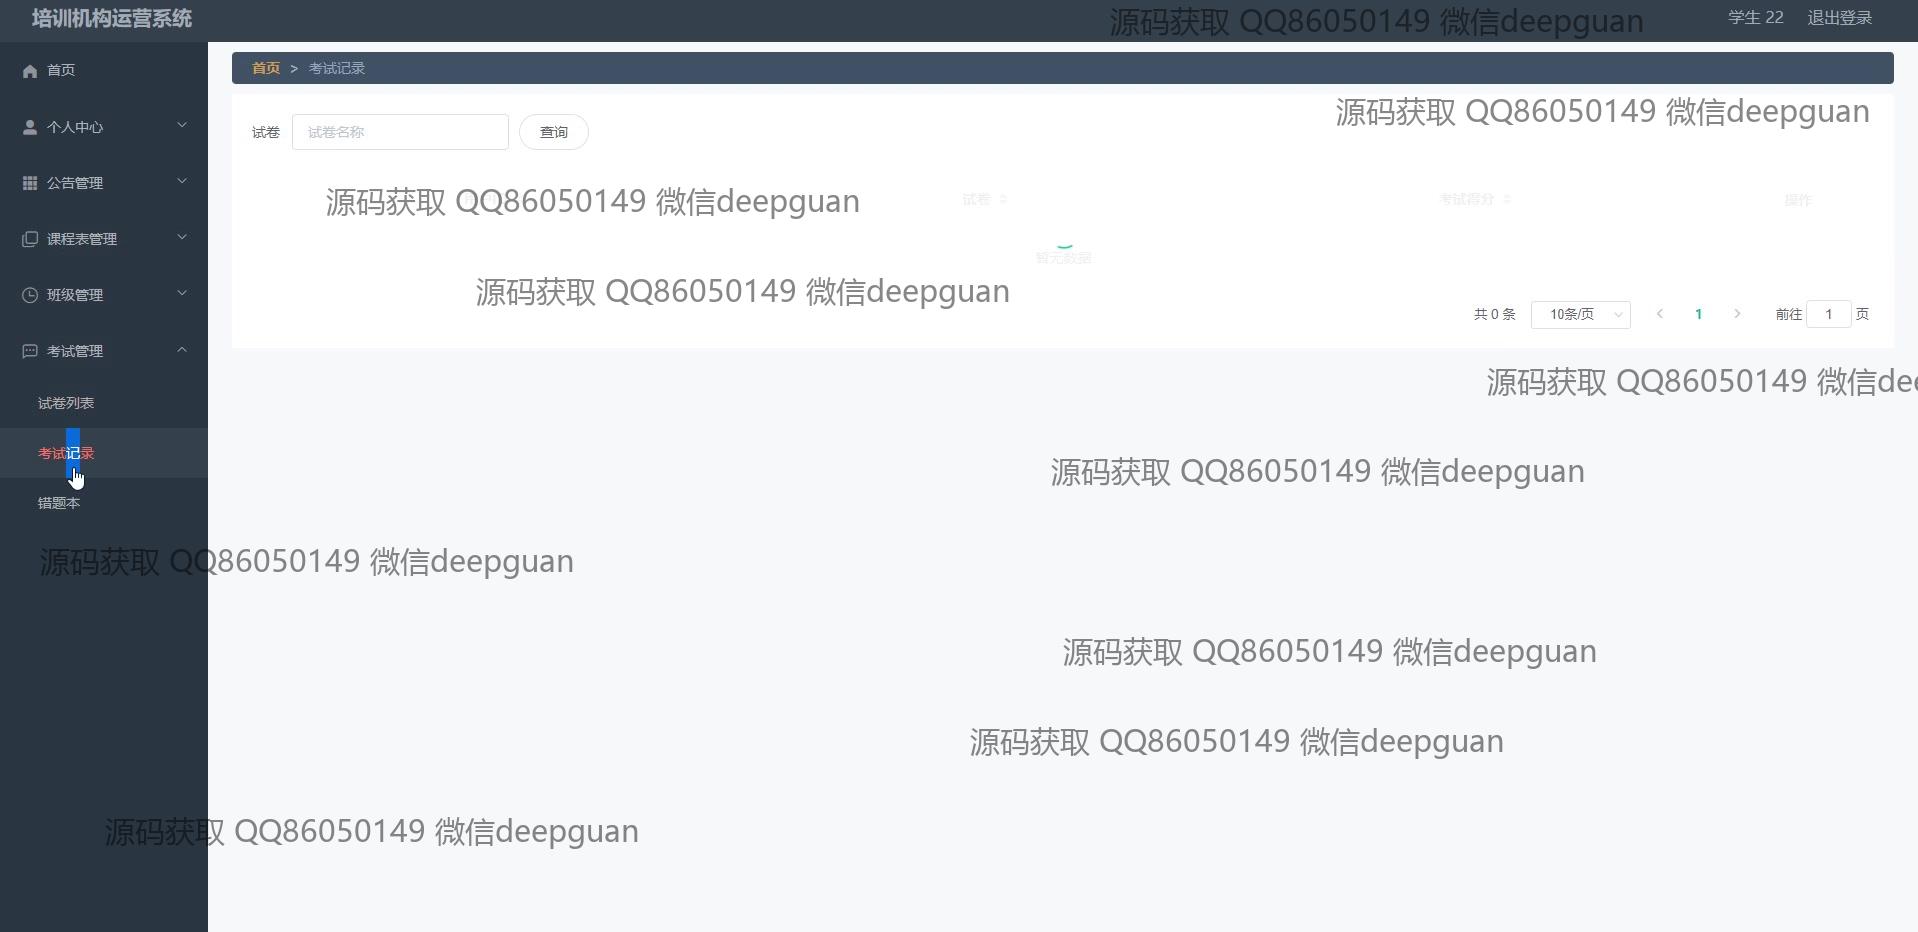 培训机构运营系统
源码获取 QQ86050149 微信deepguan
学生 22
退出登录
首页
个人中心
公告管理
课程表管理
班级管理
考试管理
试卷列表
考试记录
错题本
首页 > 考试记录
源码获取 QQ86050149 微信deepguan
试卷 试卷名称 查询
源码获取 QQ86050149 微信deepguan
试卷 考试得分 操作
暂无数据
源码获取 QQ86050149 微信deepguan
共 0 条 10条/页 1 前往 1 页
源码获取 QQ86050149 微信dee
源码获取 QQ86050149 微信deepguan
源码获取 QQ86050149 微信deepguan
源码获取 QQ86050149 微信deepguan
源码获取 QQ86050149 微信deepguan
源码获取 QQ86050149 微信deepguan